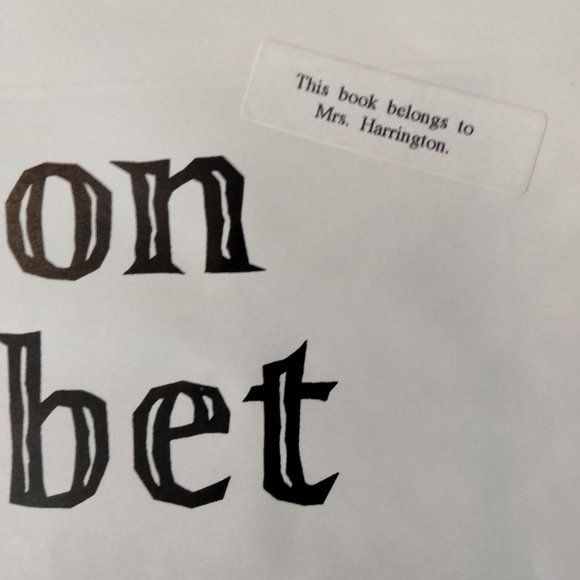 This book belongs to
Mrs. Harrington.
on
bet